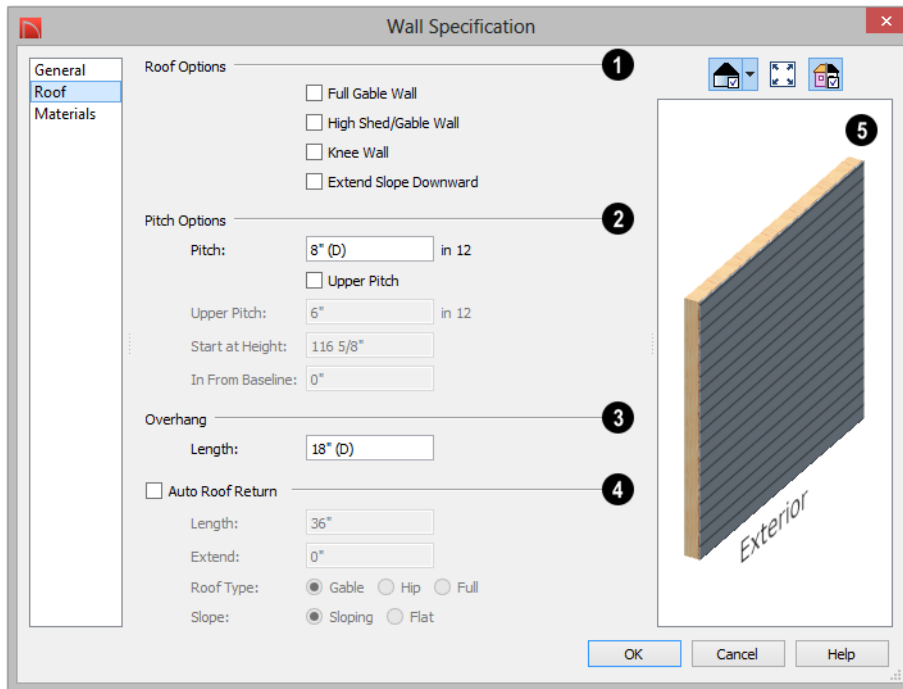 Wall Specification
General
Roof
Materials
Roof Options
1
Full Gable Wall
High Shed/Gable Wall
Knee Wall
Extend Slope Downward
Pitch Options
2
Pitch: 8" (D) in 12
Upper Pitch
Upper Pitch: 6" in 12
Start at Height: 116 5/8"
In From Baseline: 0"
Overhang
3
Length: 18" (D)
Auto Roof Return
4
Length: 36"
Extend: 0"
Roof Type: Gable Hip Full
Slope: Sloping Flat
5
Exterior
OK Cancel Help